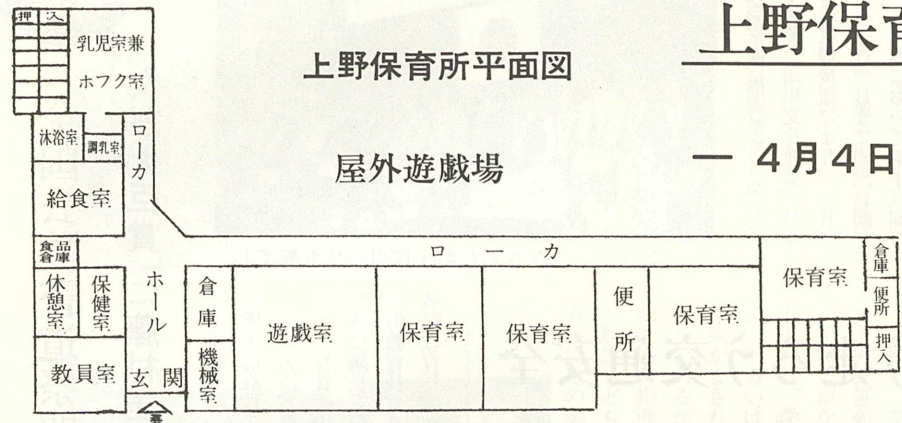 上野保育
— 4月4日
上野保育所平面図
屋外遊戯場
押入
乳児室兼
ホフク室
沐浴室
調乳室
ローカ
給食室
食品
倉庫
休憩室
保健室
ホール
教員室
玄関
倉庫
機械室
ローカ
遊戯室
保育室
保育室
便所
保育室
保育室
倉庫
便所
押入